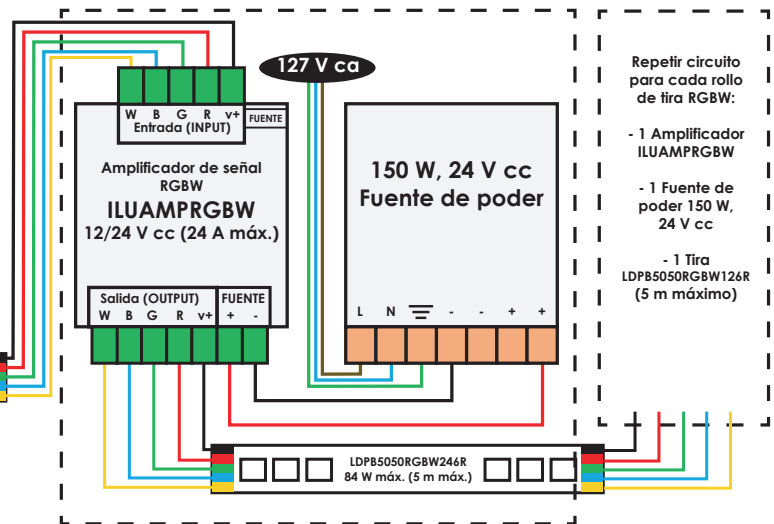 127 V ca
W B G R v+
Entrada (INPUT)
FUENTE
Amplificador de señal
RGBW
ILUAMPRGBW
12/24 V cc (24 A máx.)
Salida (OUTPUT) FUENTE
W B G R v+ + -
150 W, 24 V cc
Fuente de poder
L N - - + +
LDPB5050RGBW246R
84 W máx. (5 m máx.)
Repetir circuito
para cada rollo
de tira RGBW:
- 1 Amplificador
ILUAMPRGBW
- 1 Fuente de
poder 150 W,
24 V cc
- 1 Tira
LDPB5050RGBW126R
(5 m máximo)